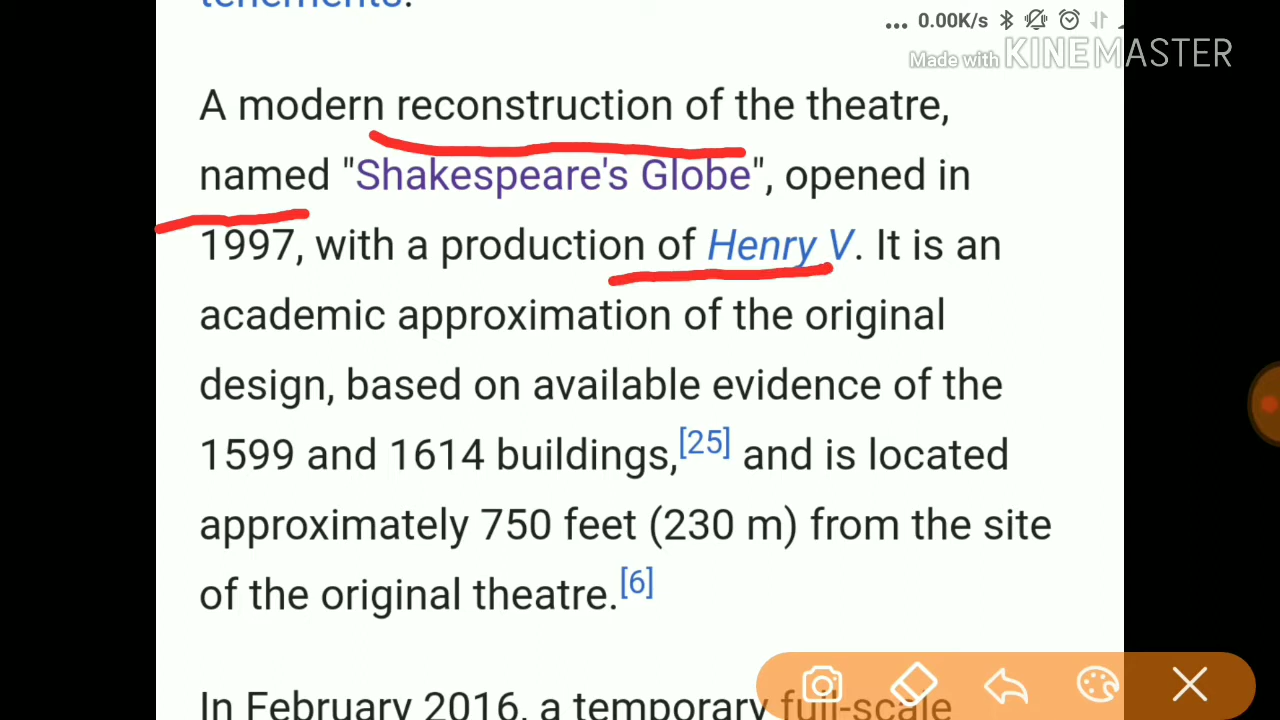 tenements.
... 0.00K/s
Made with KINEMASTER
A modern reconstruction of the theatre,
named "Shakespeare's Globe", opened in
1997, with a production of Henry V. It is an
academic approximation of the original
design, based on available evidence of the
1599 and 1614 buildings,[25] and is located
approximately 750 feet (230 m) from the site
of the original theatre.[6]
In February 2016, a temporary full-scale